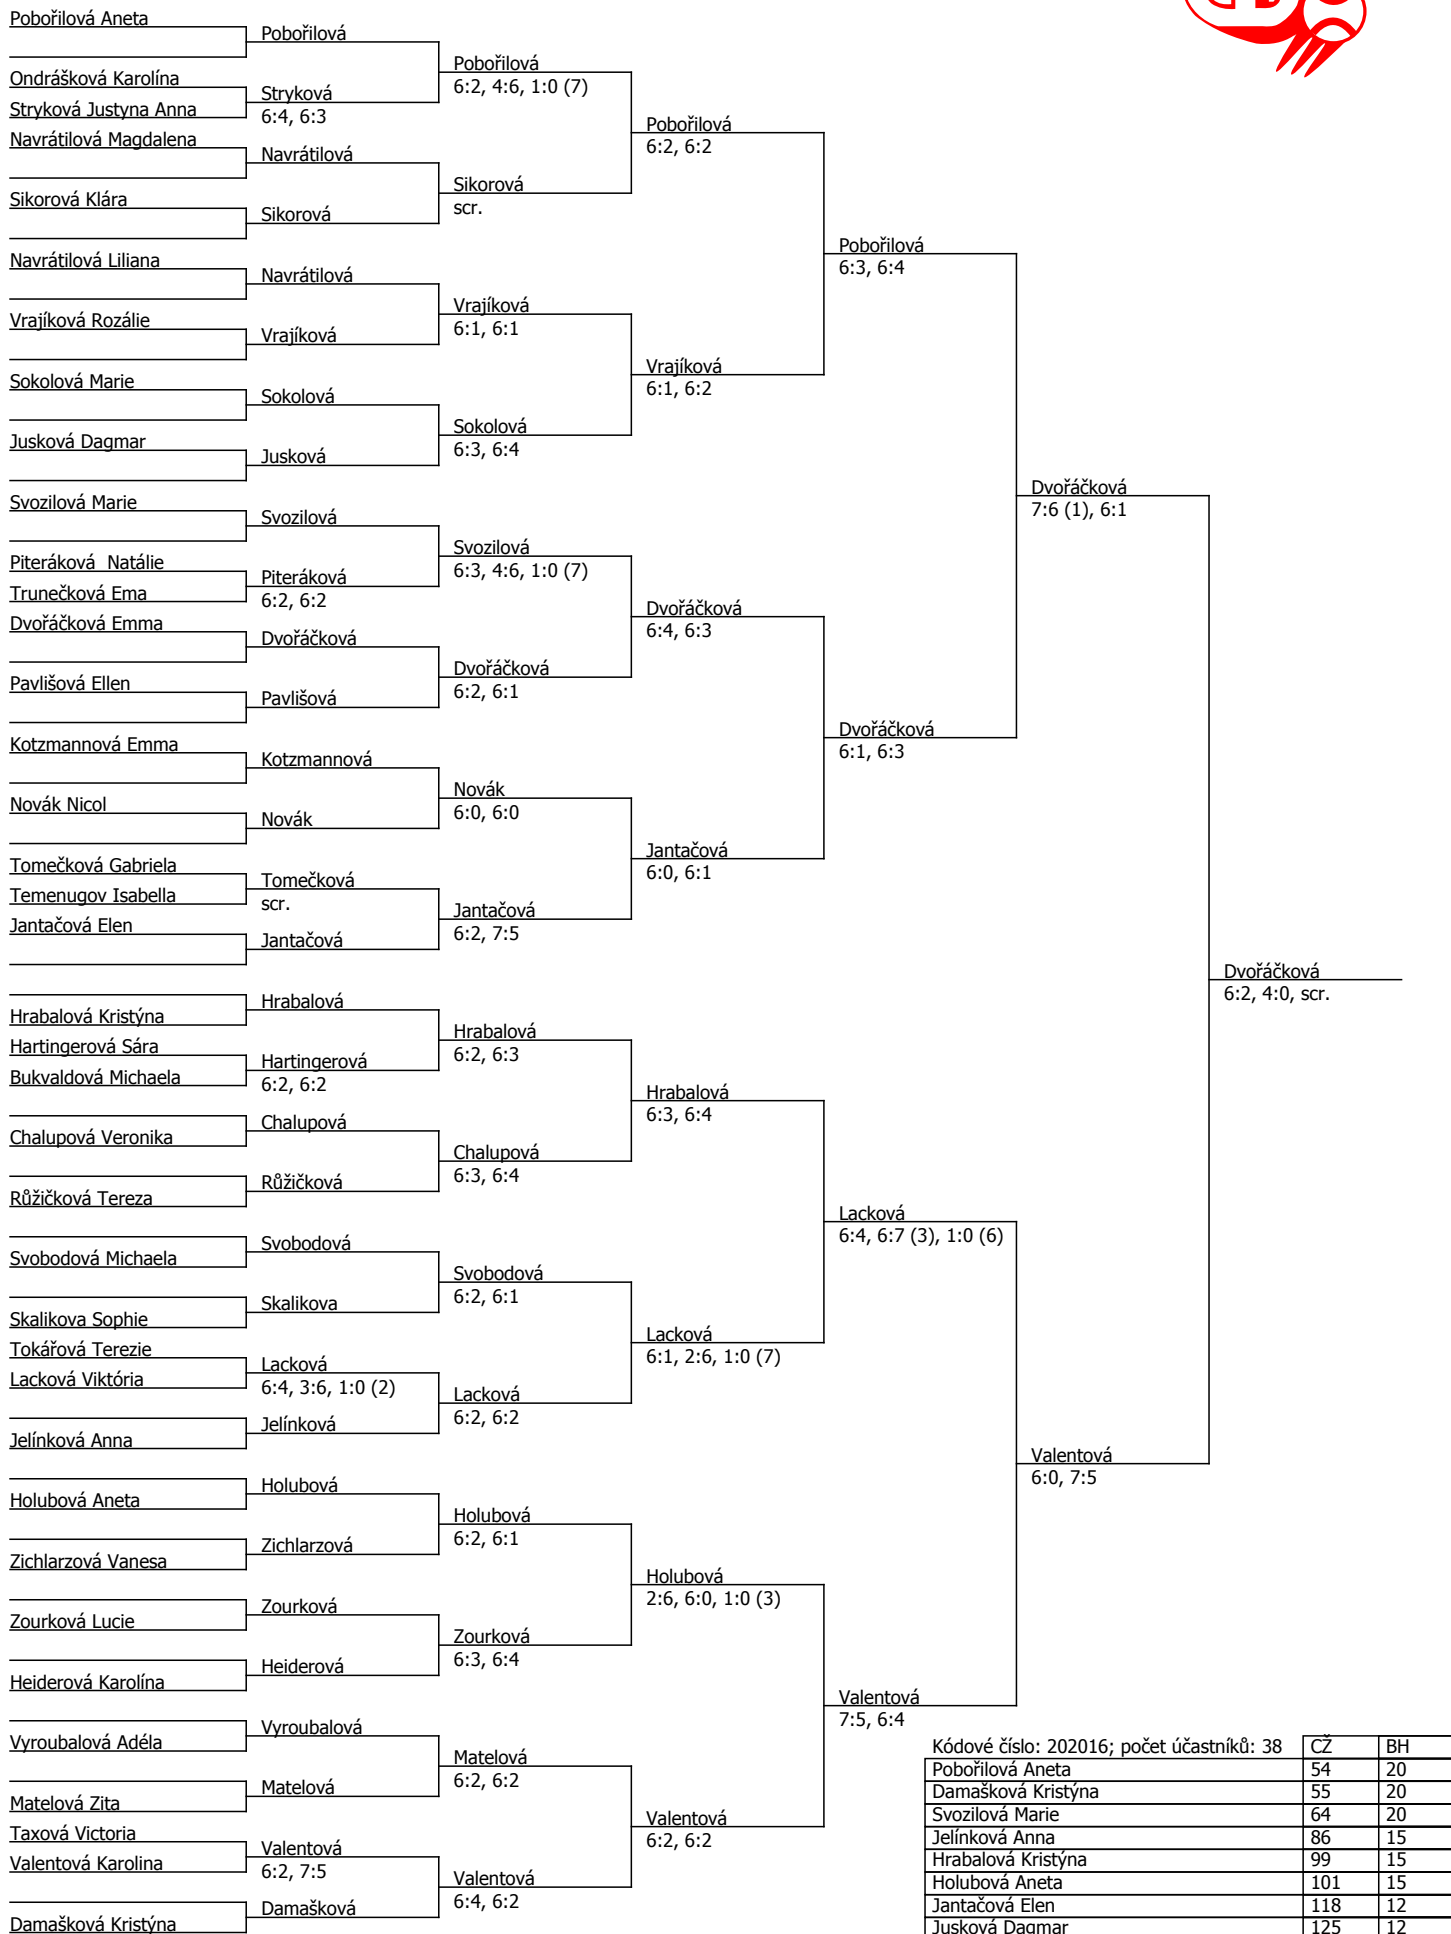 Pobořilová Aneta
Ondrášková Karolína
Stryková Justyna Anna
Navrátilová Magdalena
Sikorová Klára
Navrátilová Liliana
Vrajíková Rozálie
Sokolová Marie
Jusková Dagmar
Svozilová Marie
Piteráková  Natálie
Trunečková Ema
Dvořáčková Emma
Pavlišová Ellen
Kotzmannová Emma
Novák Nicol
Tomečková Gabriela
Temenugov Isabella
Jantačová Elen
Hrabalová Kristýna
Hartingerová Sára
Bukvaldová Michaela
Chalupová Veronika
Růžičková Tereza
Svobodová Michaela
Skalikova Sophie
Tokářová Terezie
Lacková Viktória
Jelínková Anna
Holubová Aneta
Zichlarzová Vanesa
Zourková Lucie
Heiderová Karolína
Vyroubalová Adéla
Matelová Zita
Taxová Victoria
Valentová Karolina
Damašková Kristýna
Pobořilová
Stryková
6:4, 6:3
Navrátilová
Sikorová
Navrátilová
Vrajíková
Sokolová
Jusková
Svozilová
Piteráková
6:2, 6:2
Dvořáčková
Pavlišová
Kotzmannová
Novák
Tomečková
scr.
Jantačová
Hrabalová
Hartingerová
6:2, 6:2
Chalupová
Růžičková
Svobodová
Skalikova
Lacková
6:4, 3:6, 1:0 (2)
Jelínková
Holubová
Zichlarzová
Zourková
Heiderová
Vyroubalová
Matelová
Valentová
6:2, 7:5
Damašková
Pobořilová
6:2, 4:6, 1:0 (7)
Sikorová
scr.
Vrajíková
6:1, 6:1
Sokolová
6:3, 6:4
Svozilová
6:3, 4:6, 1:0 (7)
Dvořáčková
6:2, 6:1
Novák
6:0, 6:0
Jantačová
6:2, 7:5
Hrabalová
6:2, 6:3
Chalupová
6:3, 6:4
Svobodová
6:2, 6:1
Lacková
6:2, 6:2
Holubová
6:2, 6:1
Zourková
6:3, 6:4
Matelová
6:2, 6:2
Valentová
6:4, 6:2
Pobořilová
6:2, 6:2
Vrajíková
6:1, 6:2
Dvořáčková
6:4, 6:3
Jantačová
6:0, 6:1
Hrabalová
6:3, 6:4
Lacková
6:1, 2:6, 1:0 (7)
Holubová
2:6, 6:0, 1:0 (3)
Valentová
6:2, 6:2
Pobořilová
6:3, 6:4
Dvořáčková
6:1, 6:3
Lacková
6:4, 6:7 (3), 1:0 (6)
Valentová
7:5, 6:4
Dvořáčková
7:6 (1), 6:1
Valentová
6:0, 7:5
Dvořáčková
6:2, 4:0, scr.
Kódové číslo: 202016; počet účastníků: 38 CŽ BH
Pobořilová Aneta 54 20
Damašková Kristýna 55 20
Svozilová Marie 64 20
Jelínková Anna 86 15
Hrabalová Kristýna 99 15
Holubová Aneta 101 15
Jantačová Elen 118 12
Jusková Dagmar 125 12